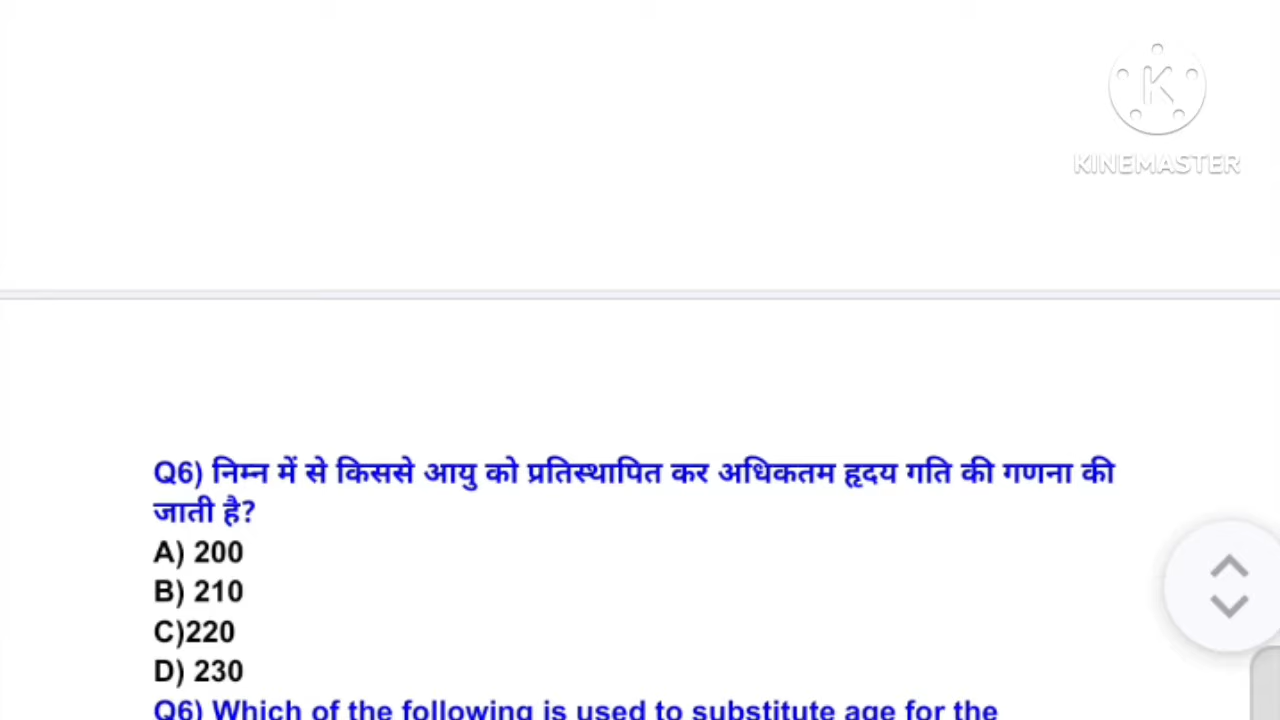 K
KINEMASTER
Q6) निम्न में से किससे आयु को प्रतिस्थापित कर अधिकतम हृदय गति की गणना की
जाती है?
A) 200
B) 210
C)220
D) 230
Q6) Which of the following is used to substitute age for the